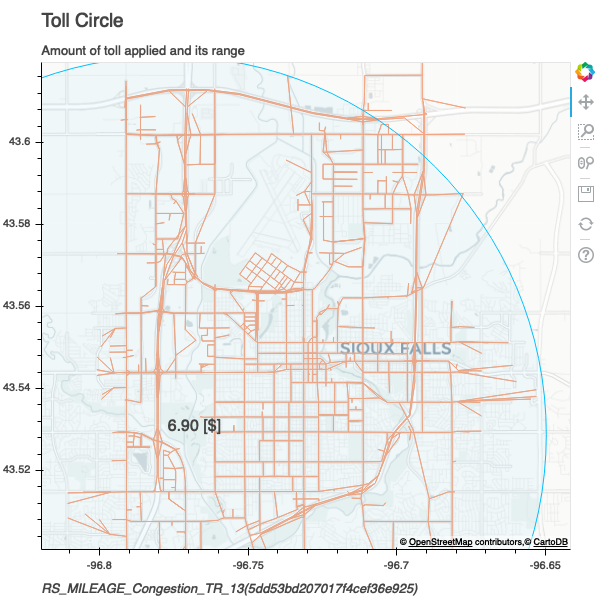 Toll Circle
Amount of toll applied and its range
43.6
43.58
43.56
SIOUX FALLS
43.54
6.90 [$]
43.52
© OpenStreetMap contributors,© CartoDB
-96.8
-96.75
-96.7
-96.65
RS_MILEAGE_Congestion_TR_13(5dd53bd207017f4cef36e925)